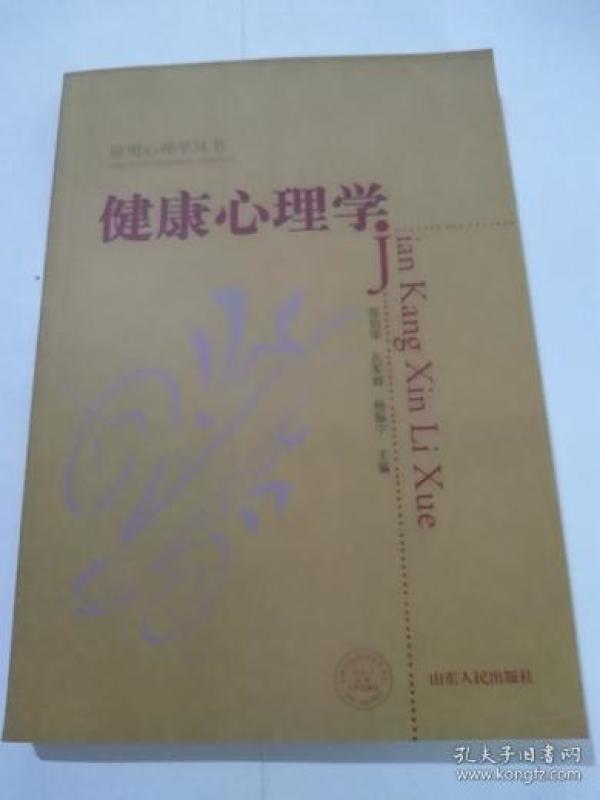 应用心理学丛书
健康心理学
jian Kang Xin Li Xue
主编
山东人民出版社
孔夫子旧书网
www.kongfz.com